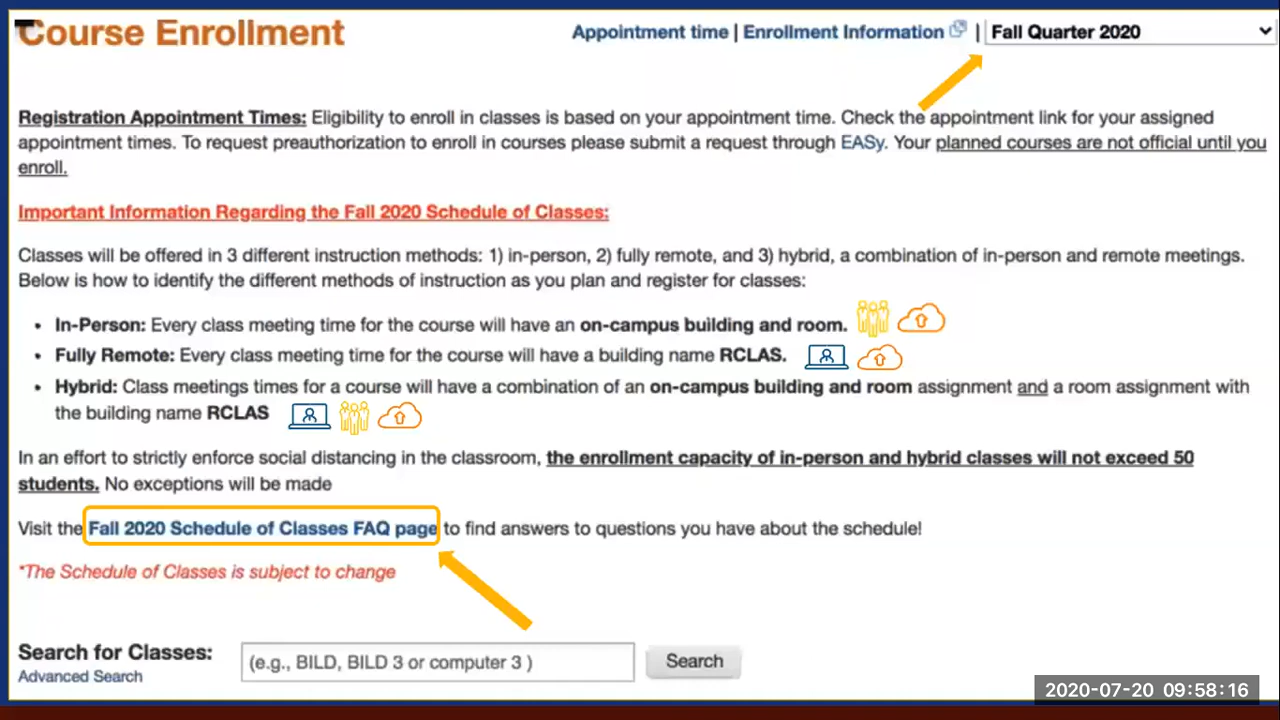 Course Enrollment
Appointment time | Enrollment Information | Fall Quarter 2020
Registration Appointment Times: Eligibility to enroll in classes is based on your appointment time. Check the appointment link for your assigned
appointment times. To request preauthorization to enroll in courses please submit a request through EASy. Your planned courses are not official until you
enroll.
Important Information Regarding the Fall 2020 Schedule of Classes:
Classes will be offered in 3 different instruction methods: 1) in-person, 2) fully remote, and 3) hybrid, a combination of in-person and remote meetings.
Below is how to identify the different methods of instruction as you plan and register for classes:
• In-Person: Every class meeting time for the course will have an on-campus building and room.
• Fully Remote: Every class meeting time for the course will have a building name RCLAS.
• Hybrid: Class meetings times for a course will have a combination of an on-campus building and room assignment and a room assignment with
the building name RCLAS
In an effort to strictly enforce social distancing in the classroom, the enrollment capacity of in-person and hybrid classes will not exceed 50
students. No exceptions will be made
Visit the Fall 2020 Schedule of Classes FAQ page to find answers to questions you have about the schedule!
*The Schedule of Classes is subject to change
Search for Classes: (e.g., BILD, BILD 3 or computer 3 ) Search
Advanced Search
2020-07-20 09:58:16